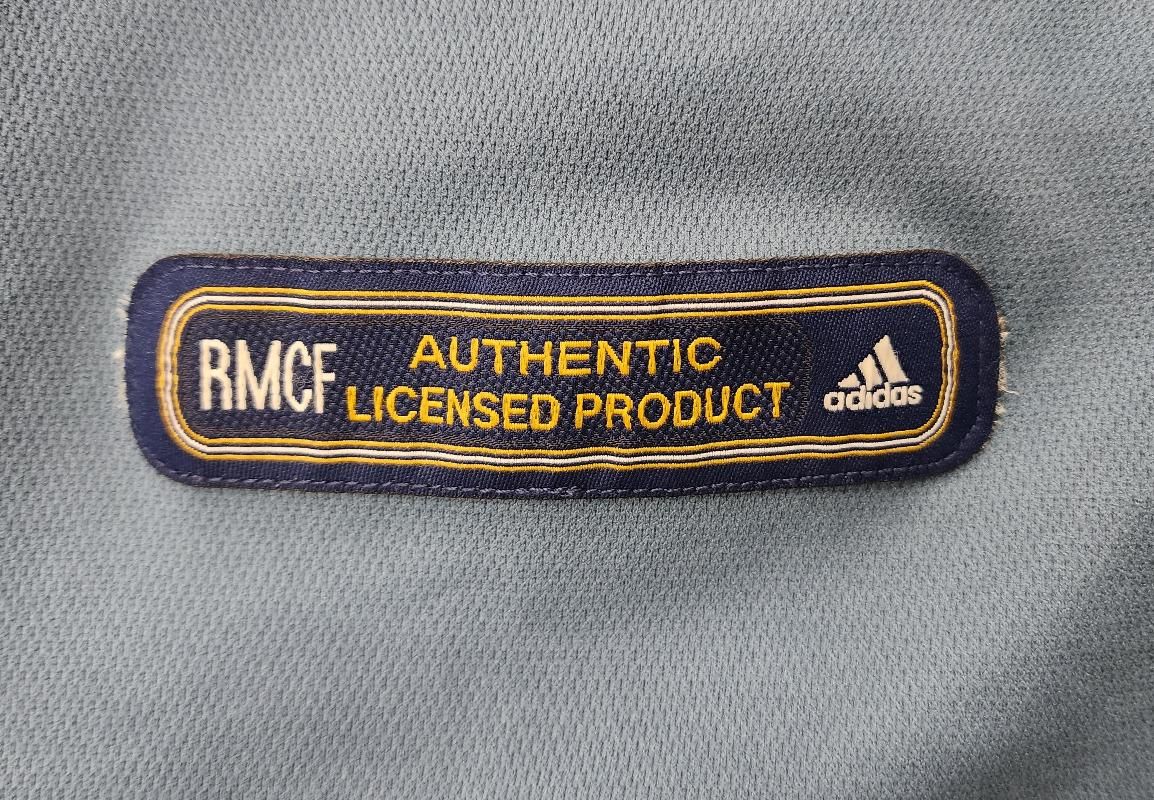 RMCF
AUTHENTIC
LICENSED PRODUCT
adidas